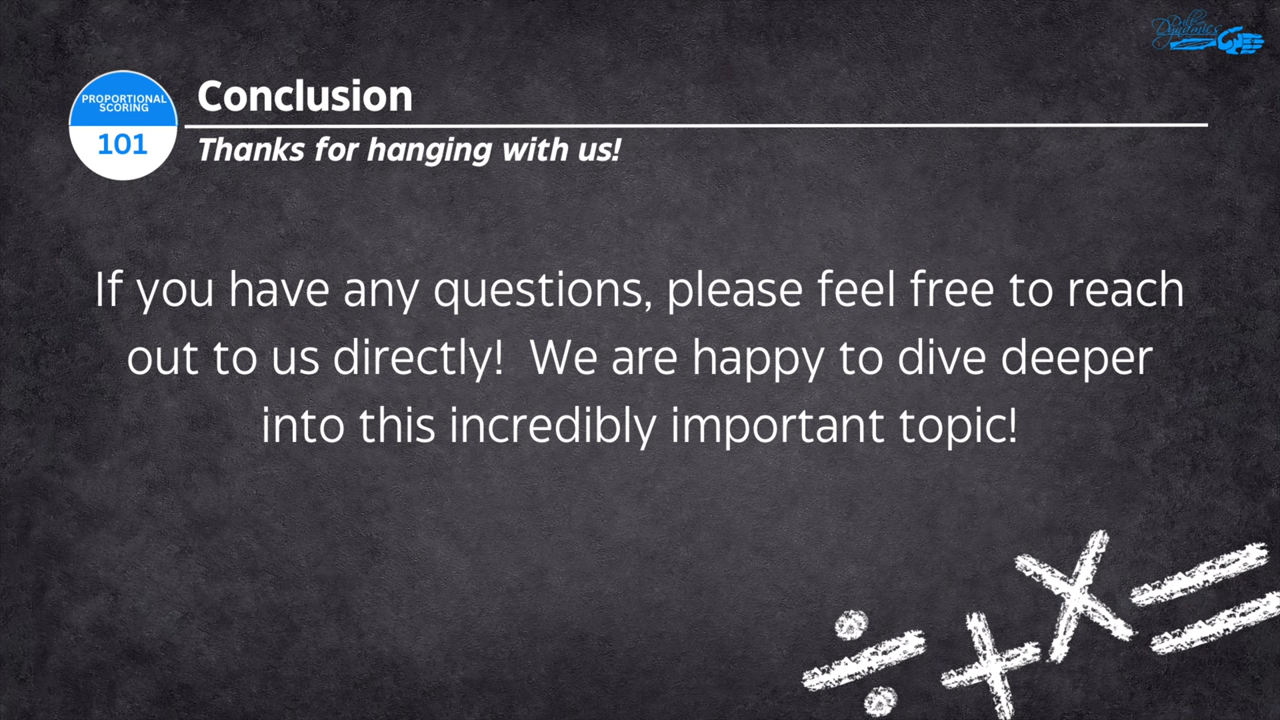 Dynamics
PROPORTIONAL
SCORING
101
Conclusion
Thanks for hanging with us!
If you have any questions, please feel free to reach
out to us directly!  We are happy to dive deeper
into this incredibly important topic!
÷ + × =